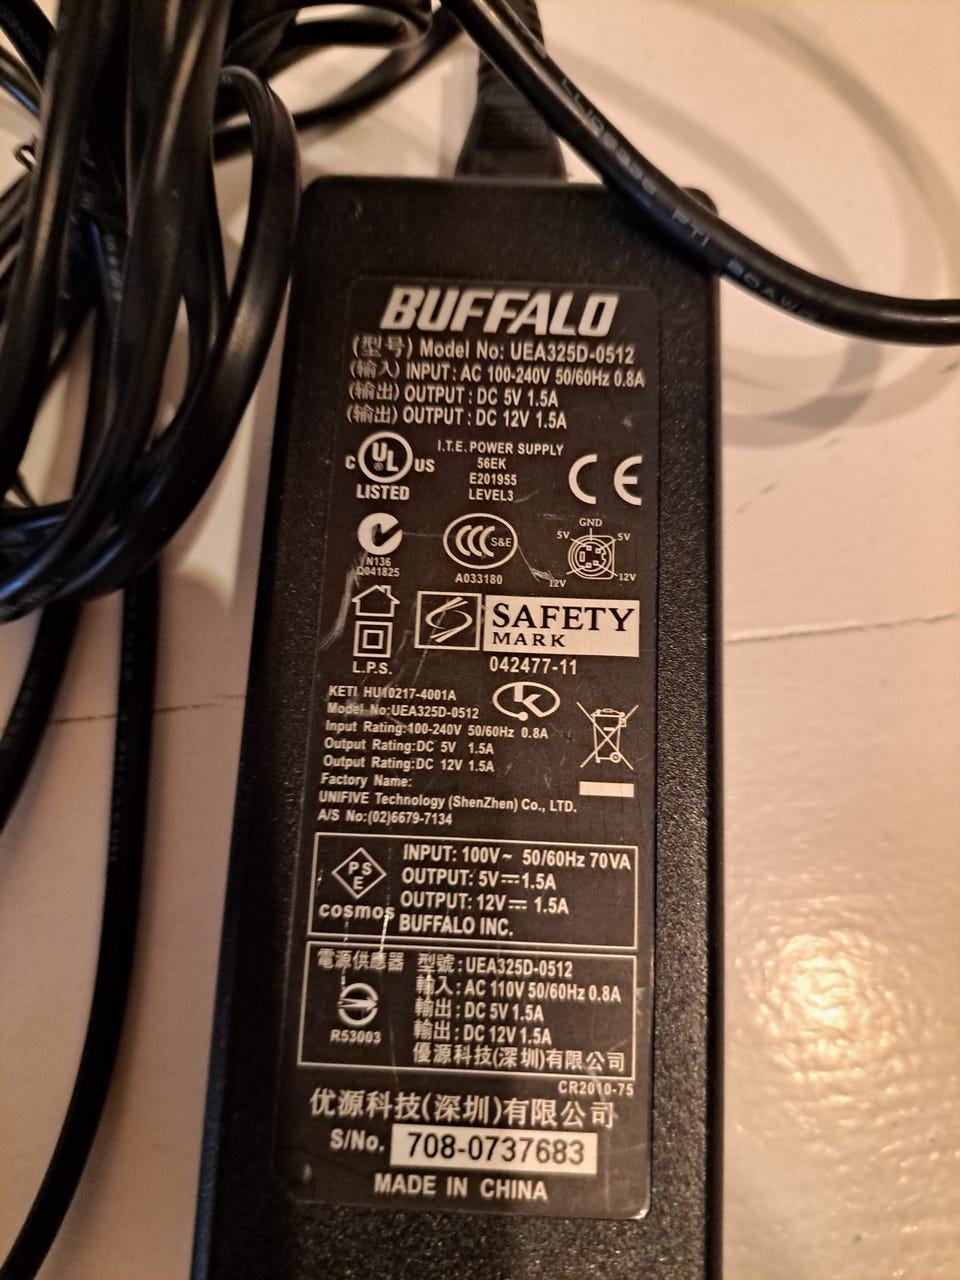 BUFFALO
(型号) Model No: UEA325D-0512
(输入) INPUT: AC 100-240V 50/60Hz 0.8A
(输出) OUTPUT: DC 5V 1.5A
(输出) OUTPUT: DC 12V 1.5A
C UL US
LISTED
I.T.E. POWER SUPPLY
56EK
E201955
LEVEL3
CE
N136
Q041825
CCC S&E
A033180
GND
5V 5V
12V 12V
L.P.S.
S
SAFETY
MARK
042477-11
KETI HU10217-4001A
K
Model No:UEA325D-0512
Input Rating:100-240V 50/60Hz 0.8A
Output Rating:DC 5V 1.5A
Output Rating:DC 12V 1.5A
Factory Name:
UNIFIVE Technology (ShenZhen) Co., LTD.
A/S No:(02)6679-7134
PS
E
cosmos
INPUT: 100V~ 50/60Hz 70VA
OUTPUT: 5V⎓1.5A
OUTPUT: 12V⎓ 1.5A
BUFFALO INC.
電源供應器 型號: UEA325D-0512
輸入: AC 110V 50/60Hz 0.8A
輸出: DC 5V 1.5A
輸出: DC 12V 1.5A
優源科技(深圳)有限公司
R53003
CR2010-75
优源科技(深圳)有限公司
S/No. 708-0737683
MADE IN CHINA